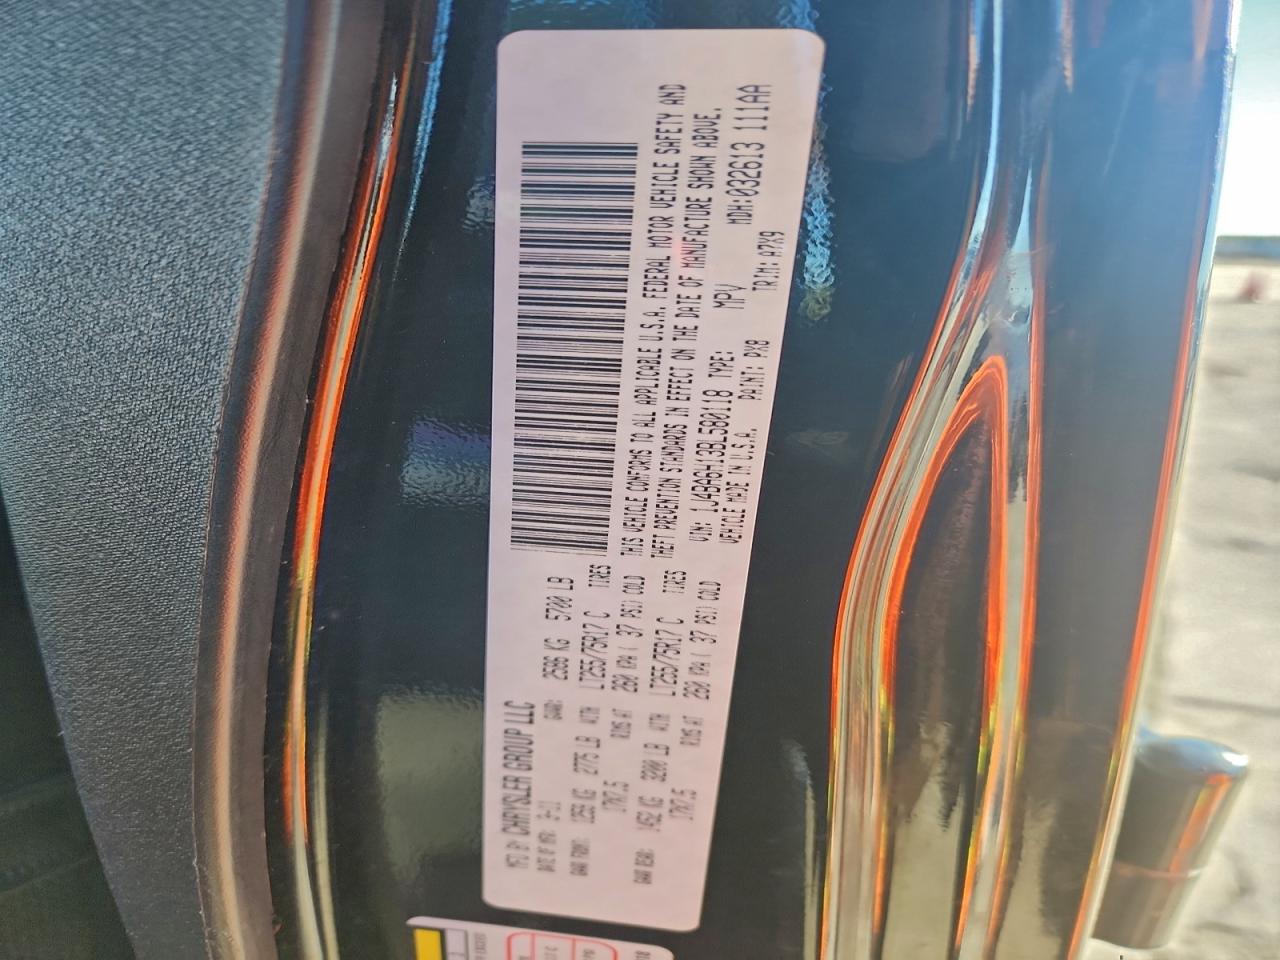 MFD BY CHRYSLER GROUP LLC
DATE OF MFR: 3-11 GVWR: 2586 KG 5700 LB
GAWR FRONT: 1259 KG 2775 LB WITH LT255/75R17 C TIRES
17X7.5 RIMS AT 260 KPA ( 37 PSI) COLD
GAWR REAR: 1452 KG 3200 LB WITH LT255/75R17 C TIRES
17X7.5 RIMS AT 260 KPA ( 37 PSI) COLD
THIS VEHICLE CONFORMS TO ALL APPLICABLE U.S.A. FEDERAL MOTOR VEHICLE SAFETY AND
THEFT PREVENTION STANDARDS IN EFFECT ON THE DATE OF MANUFACTURE SHOWN ABOVE.
VIN: 1J4BA6H13BL580118 TYPE: MPV MDH:032613 111AA
VEHICLE MADE IN U.S.A. PAINT: PX8 TRIM: A7X9